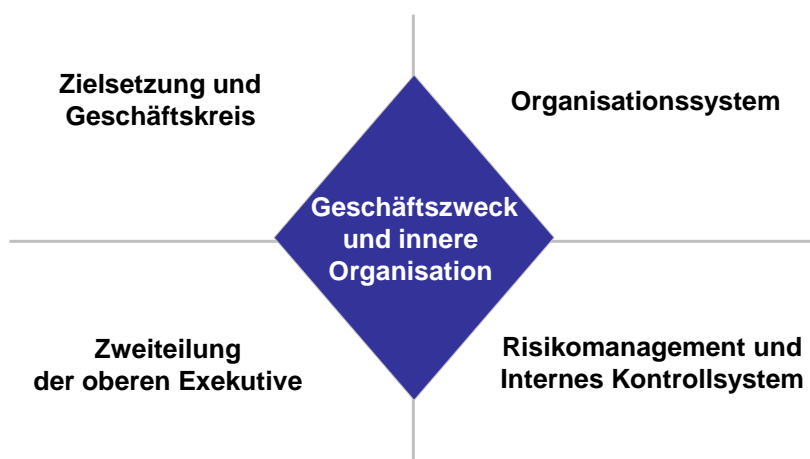 Zielsetzung und
Geschäftskreis
Organisationssystem
Geschäftszweck
und innere
Organisation
Zweiteilung
der oberen Exekutive
Risikomanagement und
Internes Kontrollsystem